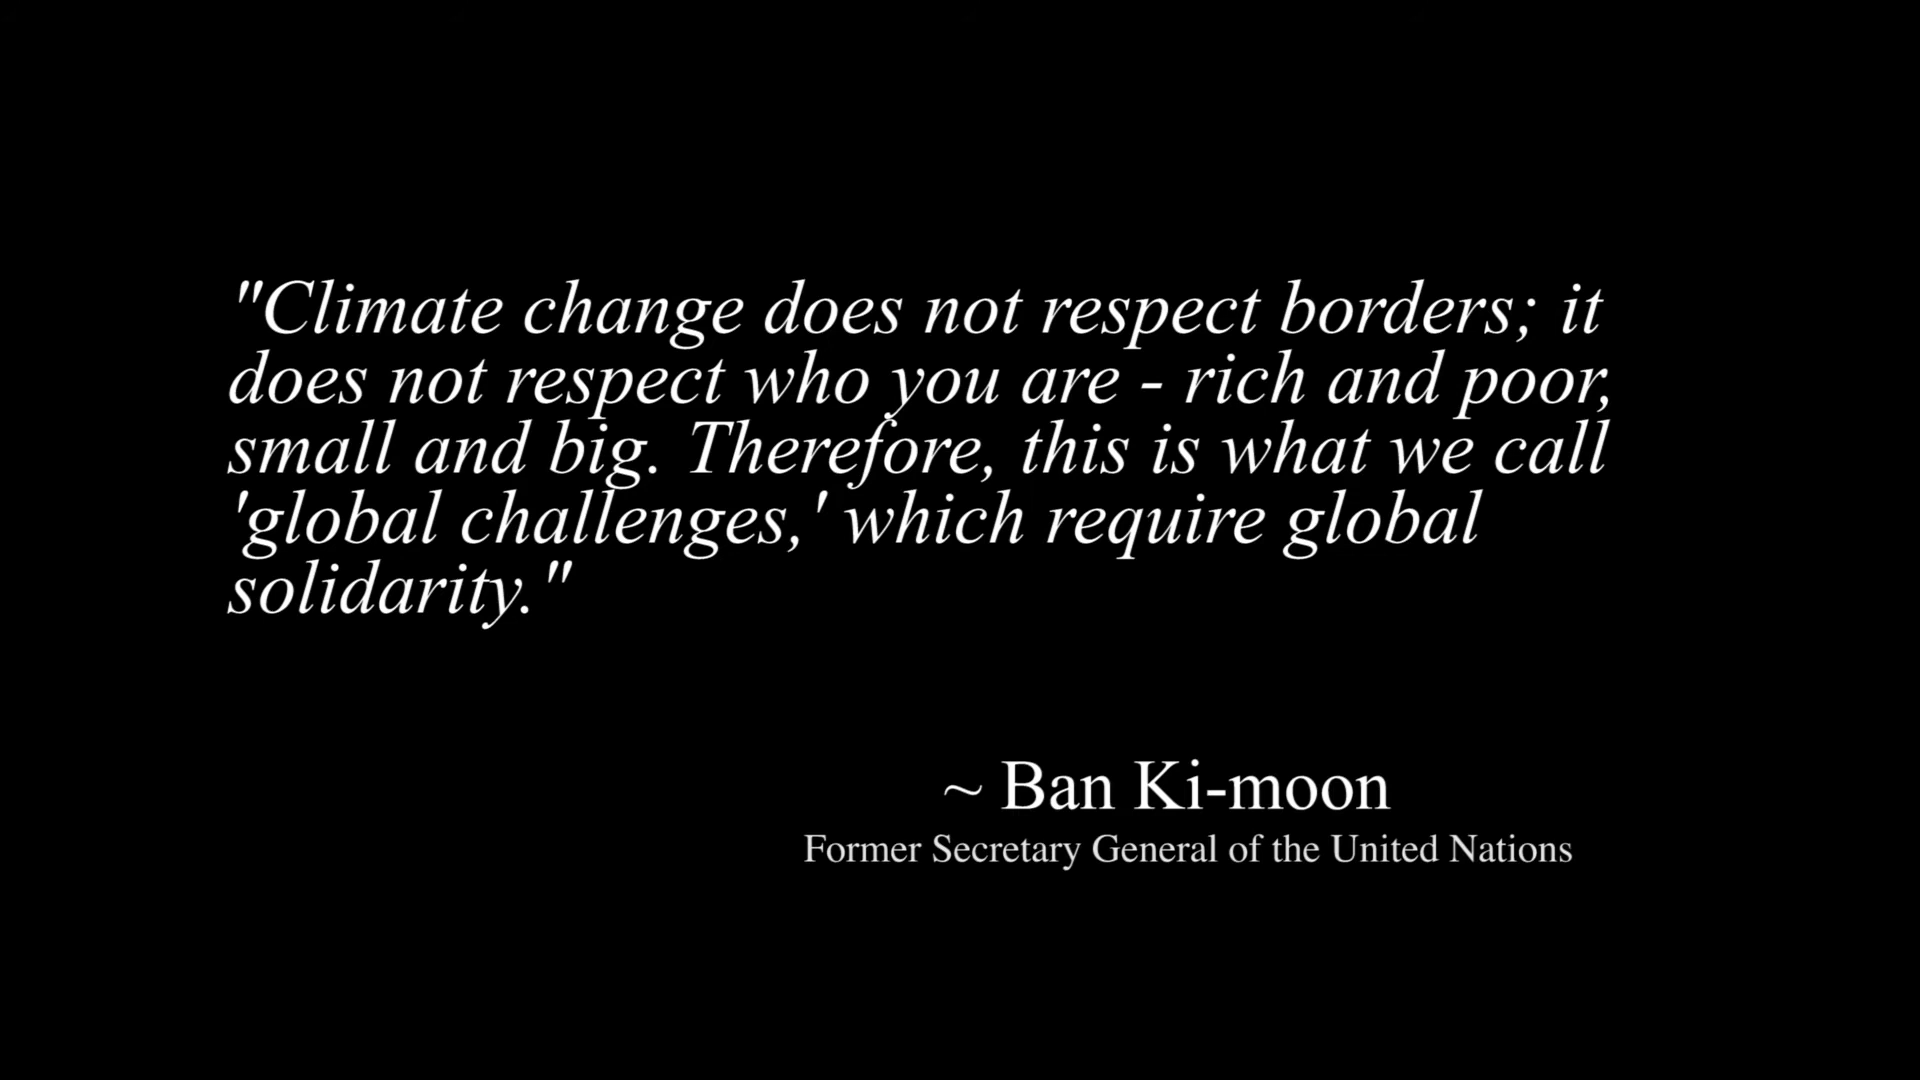 "Climate change does not respect borders; it
does not respect who you are - rich and poor,
small and big. Therefore, this is what we call
'global challenges,' which require global
solidarity."
~ Ban Ki-moon
Former Secretary General of the United Nations